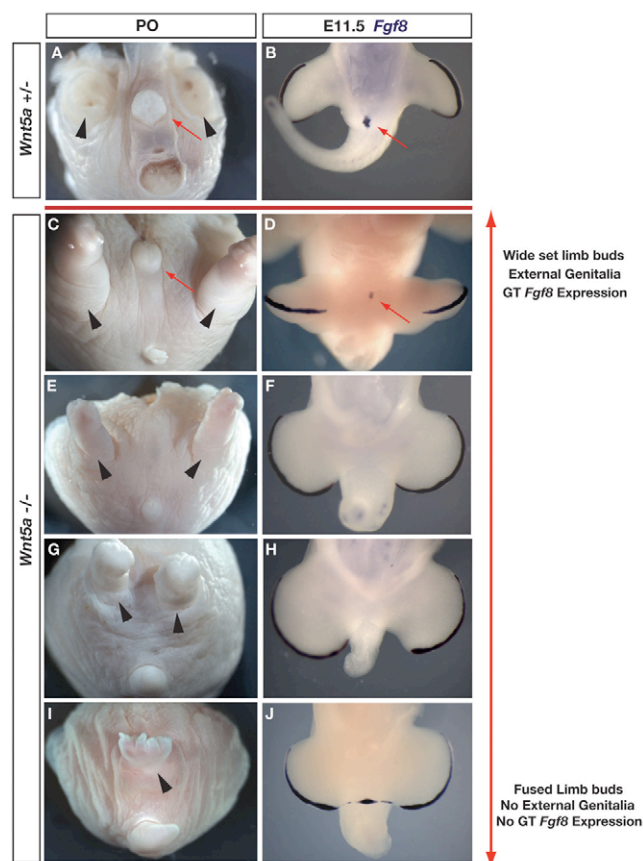 PO
E11.5 Fgf8
Wnt5a +/-
A
B
Wnt5a -/-
C
D
Wide set limb buds
External Genitalia
GT Fgf8 Expression
E
F
G
H
I
J
Fused Limb buds
No External Genitalia
No GT Fgf8 Expression